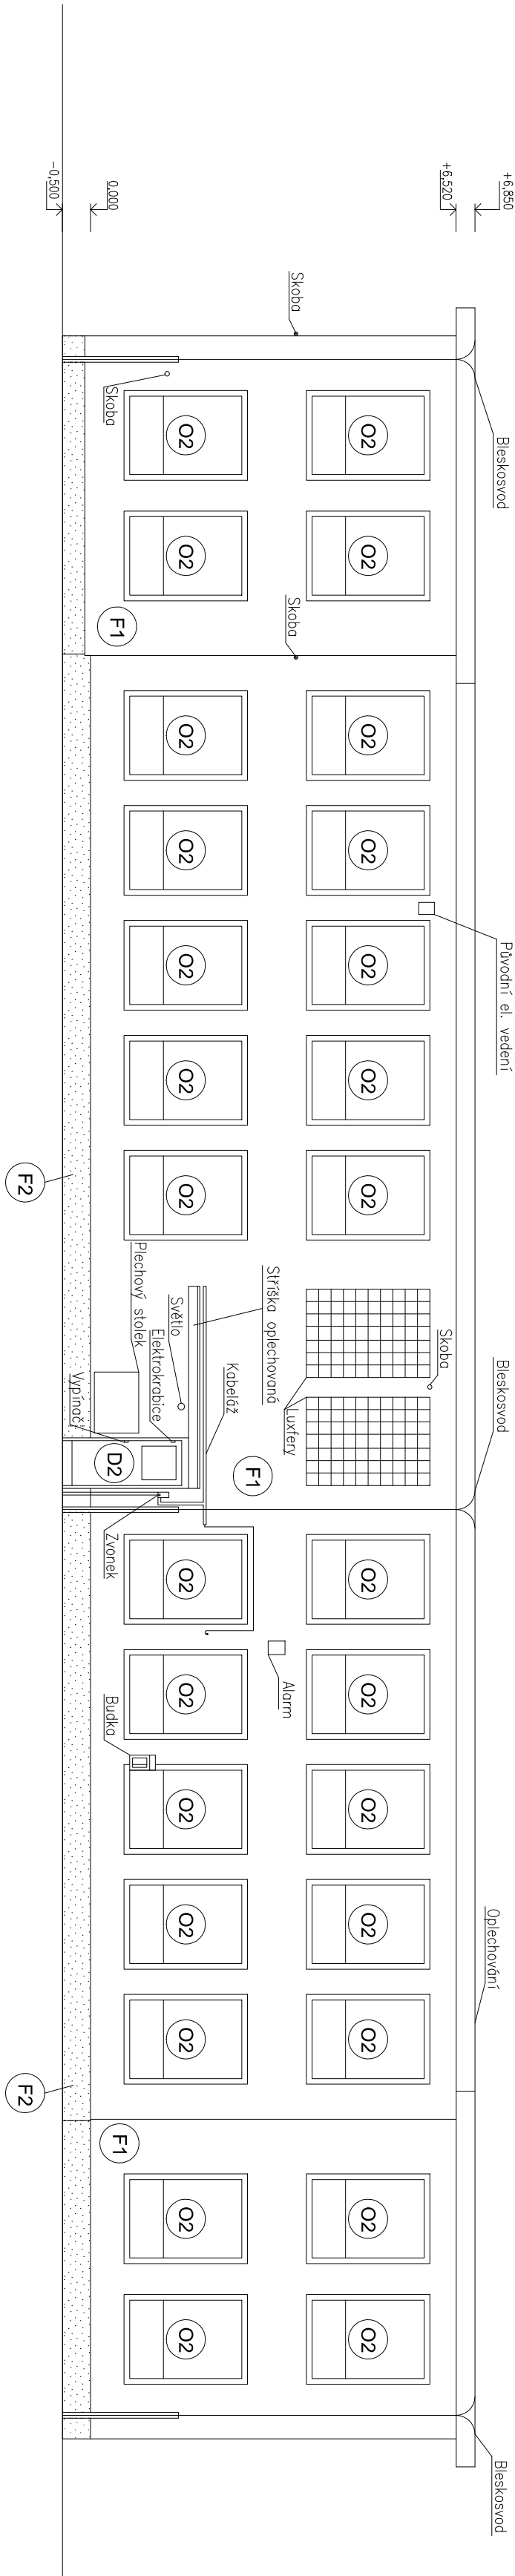 +6,850
Bleskosvod
Původní el. vedení
Bleskosvod
Oplechování
Bleskosvod
+6,520
Skoba
O2
O2
O2
O2
O2
O2
O2
O2
O2
O2
O2
O2
O2
O2
Skoba
Skoba
Luxfery
Alarm
Stříška oplechovaná
F1
Kabeláž
O2
O2
O2
O2
O2
O2
O2
O2
O2
O2
O2
O2
O2
O2
Světlo
Elektrokrabice
Plechový stolek
0,000
Skoba
F1
D2
Zvonek
Budka
F1
Vypínač
-0,500
F2
F2